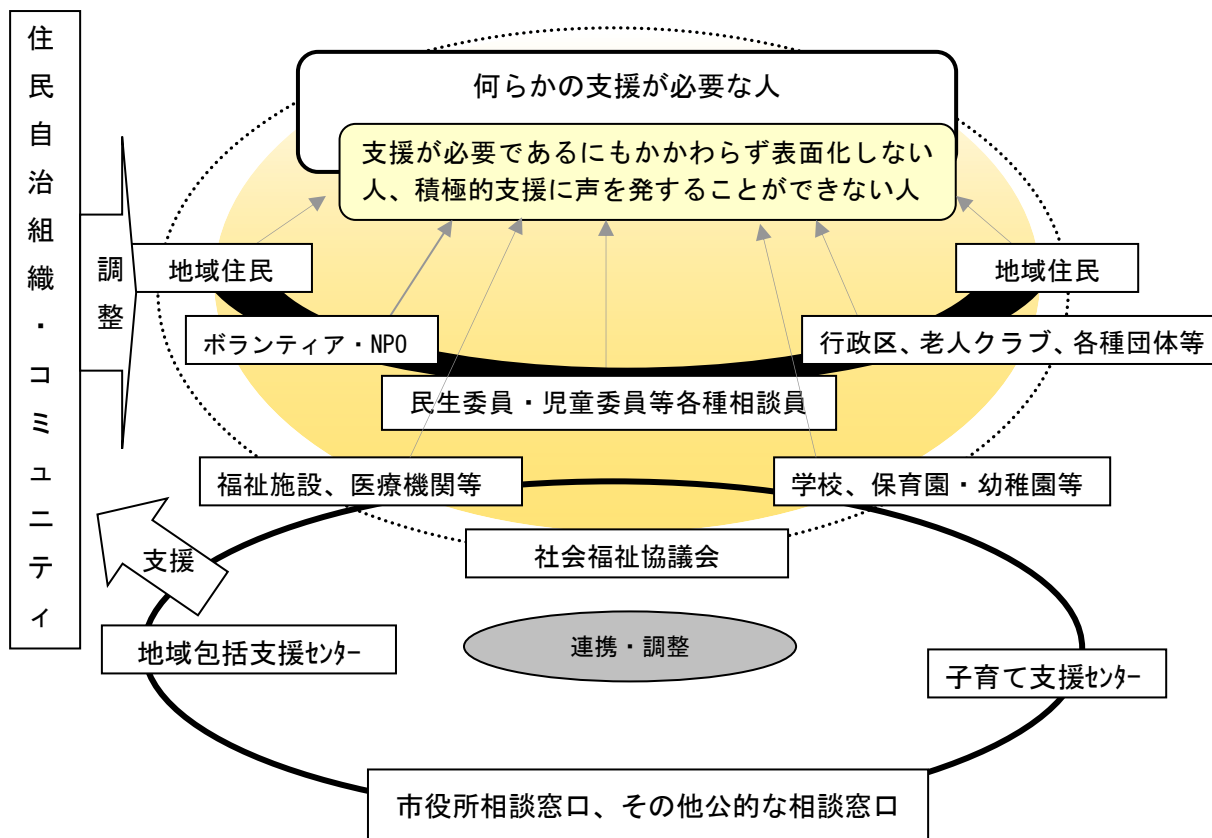 住民自治組織・コミュニティ
調整
何らかの支援が必要な人
支援が必要であるにもかかわらず表面化しない
人、積極的支援に声を発することができない人
地域住民
地域住民
ボランティア・NPO
行政区、老人クラブ、各種団体等
民生委員・児童委員等各種相談員
福祉施設、医療機関等
学校、保育園・幼稚園等
社会福祉協議会
支援
地域包括支援ｾﾝﾀｰ
連携・調整
子育て支援ｾﾝﾀｰ
市役所相談窓口、その他公的な相談窓口